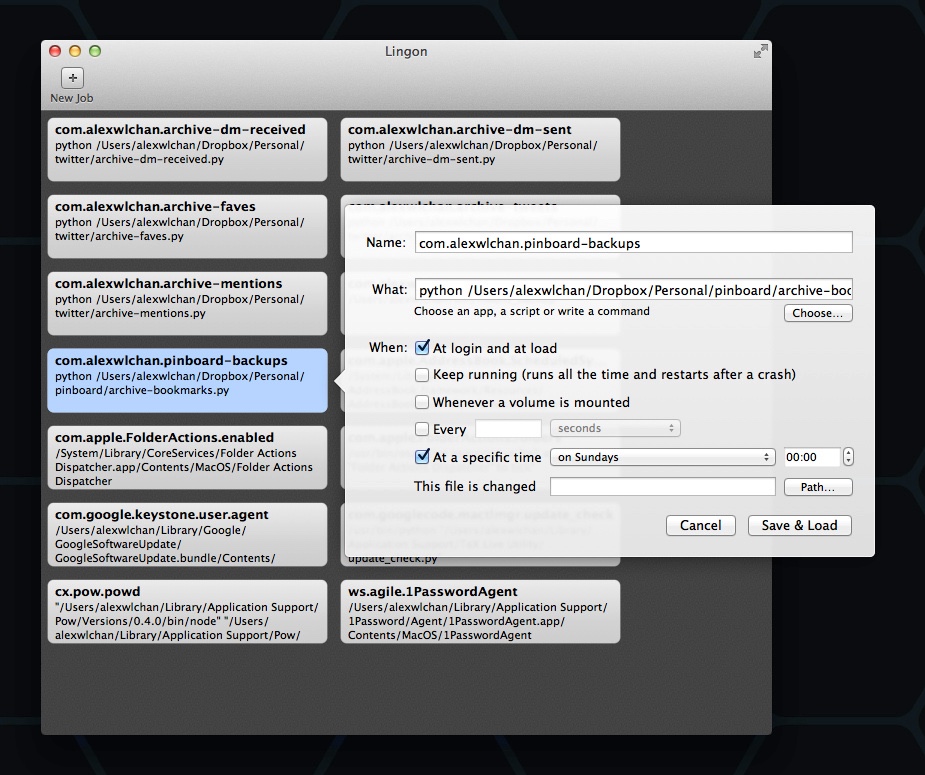 Lingon
New Job
com.alexwlchan.archive-dm-received
python /Users/alexwlchan/Dropbox/Personal/
twitter/archive-dm-received.py
com.alexwlchan.archive-dm-sent
python /Users/alexwlchan/Dropbox/Personal/
twitter/archive-dm-sent.py
com.alexwlchan.archive-faves
python /Users/alexwlchan/Dropbox/Personal/
twitter/archive-faves.py
com.alexwlchan.archive-tweets
com.alexwlchan.archive-mentions
python /Users/alexwlchan/Dropbox/Personal/
twitter/archive-mentions.py
com.alexwlchan.pinboard-backups
python /Users/alexwlchan/Dropbox/Personal/
pinboard/archive-bookmarks.py
com.apple.FolderActions.enabled
/System/Library/CoreServices/Folder Actions
Dispatcher.app/Contents/MacOS/Folder Actions
Dispatcher
com.google.keystone.user.agent
/Users/alexwlchan/Library/Google/
GoogleSoftwareUpdate/
GoogleSoftwareUpdate.bundle/Contents/
update_check.py
cx.pow.powd
"/Users/alexwlchan/Library/Application Support/
Pow/Versions/0.4.0/bin/node" "/Users/
alexwlchan/Library/Application Support/Pow/
ws.agile.1PasswordAgent
/Users/alexwlchan/Library/Application Support/
1Password/Agent/1PasswordAgent.app/
Contents/MacOS/1PasswordAgent
Name: com.alexwlchan.pinboard-backups
What: python /Users/alexwlchan/Dropbox/Personal/pinboard/archive-boo
Choose an app, a script or write a command
Choose...
When: At login and at load
Keep running (runs all the time and restarts after a crash)
Whenever a volume is mounted
Every seconds
At a specific time on Sundays 00:00
This file is changed Path...
Cancel Save & Load